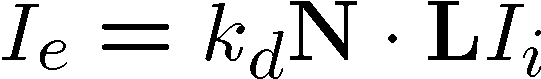 I_e = k_d N · L I_i